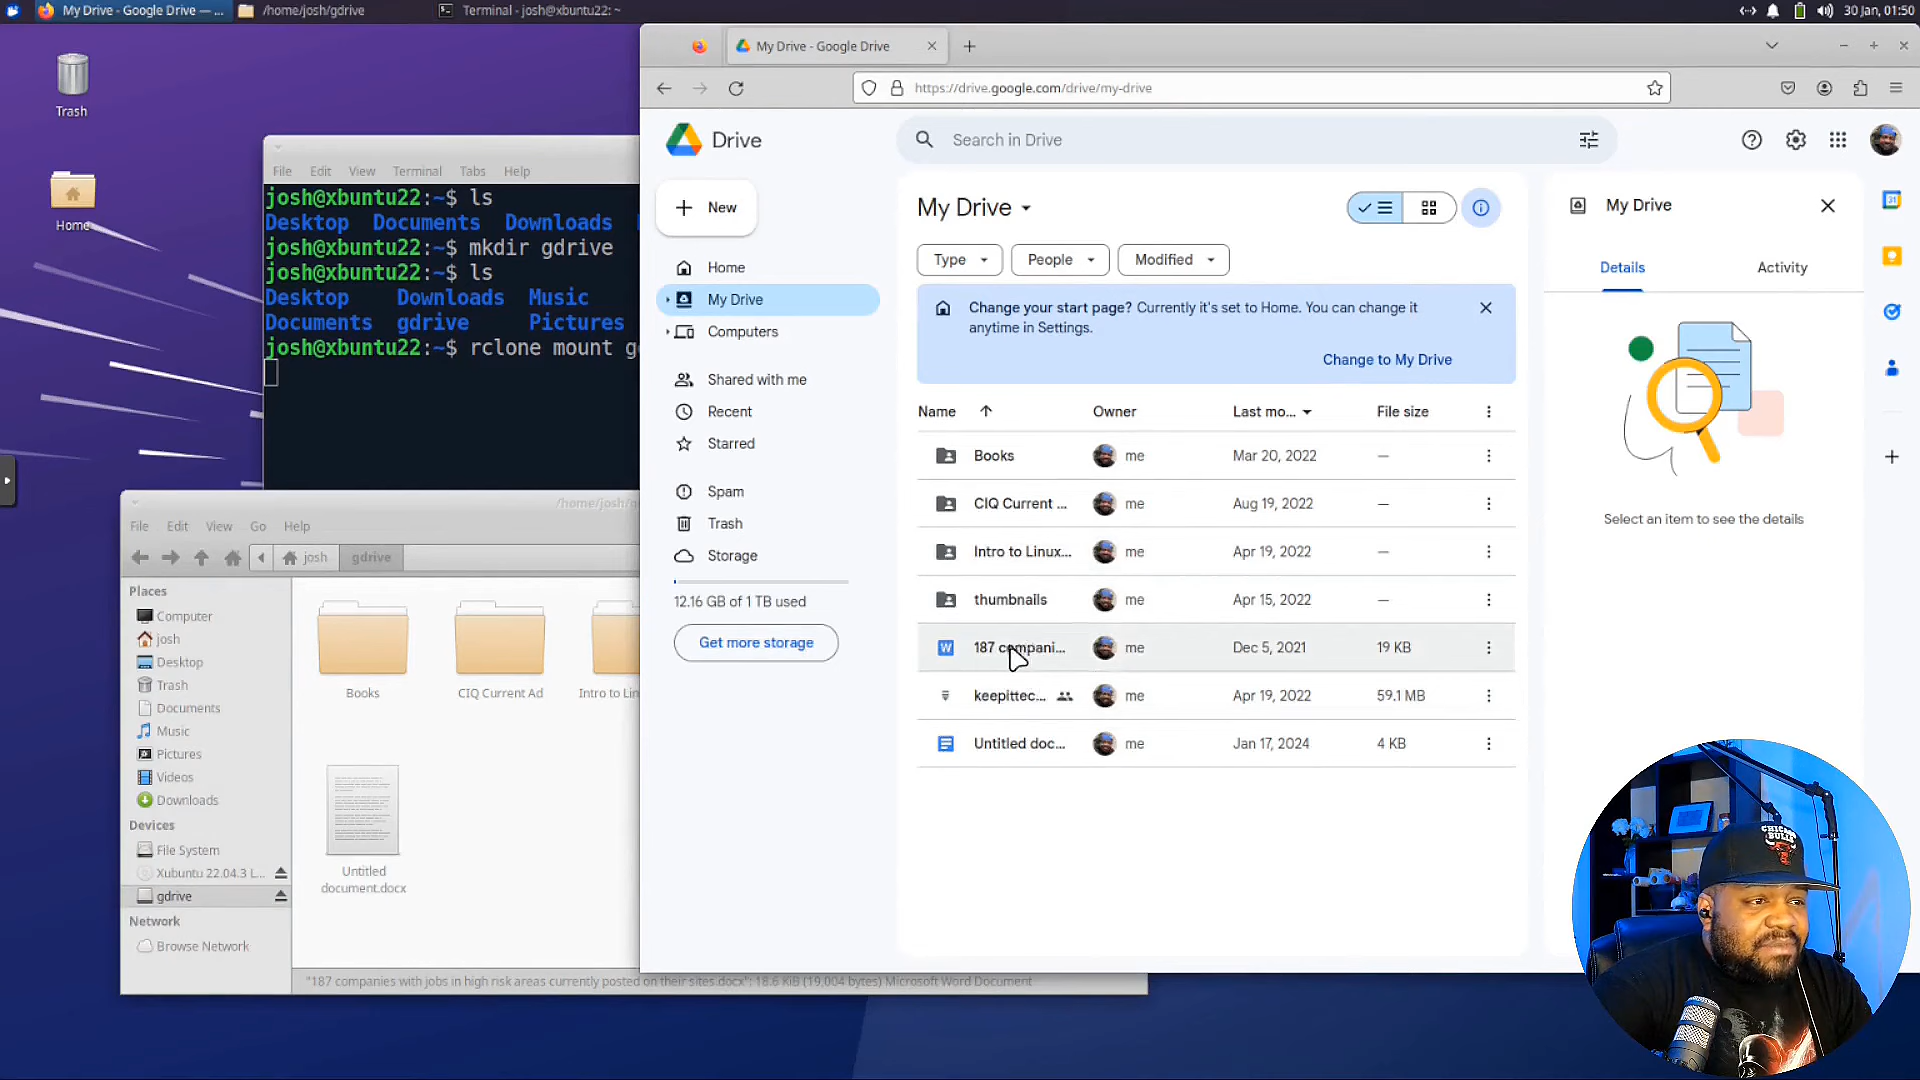 My Drive - Google Drive — ...
/home/josh/gdrive
Terminal - josh@xbuntu22: ~
30 Jan, 01:50
Trash
Home
File Edit View Terminal Tabs Help
josh@xbuntu22:~$ ls
Desktop Documents Downloads
josh@xbuntu22:~$ mkdir gdrive
josh@xbuntu22:~$ ls
Desktop Downloads Music
Documents gdrive Pictures
josh@xbuntu22:~$ rclone mount
/home/josh/
File Edit View Go Help
josh gdrive
Places
Computer
josh
Desktop
Trash
Documents
Music
Pictures
Videos
Downloads
Devices
File System
Xubuntu 22.04.3 L...
gdrive
Network
Browse Network
Books
CIQ Current Ad
Intro to
Untitled
document.docx
"187 companies with jobs in high risk areas currently posted on their sites.docx": 18.6 KiB (19,004 bytes) Microsoft Word Document
My Drive - Google Drive
https://drive.google.com/drive/my-drive
Drive
Search in Drive
New
Home
My Drive
Computers
Shared with me
Recent
Starred
Spam
Trash
Storage
12.16 GB of 1 TB used
Get more storage
My Drive
Type People Modified
Change your start page? Currently it's set to Home. You can change it
anytime in Settings.
Change to My Drive
Name Owner Last mo... File size
Books me Mar 20, 2022 —
CIQ Current ... me Aug 19, 2022 —
Intro to Linux... me Apr 19, 2022 —
thumbnails me Apr 15, 2022 —
W 187 compani... me Dec 5, 2021 19 KB
keepittec... me Apr 19, 2022 59.1 MB
Untitled doc... me Jan 17, 2024 4 KB
My Drive
Details Activity
Select an item to see the details
31
CHICAGO
BULLS